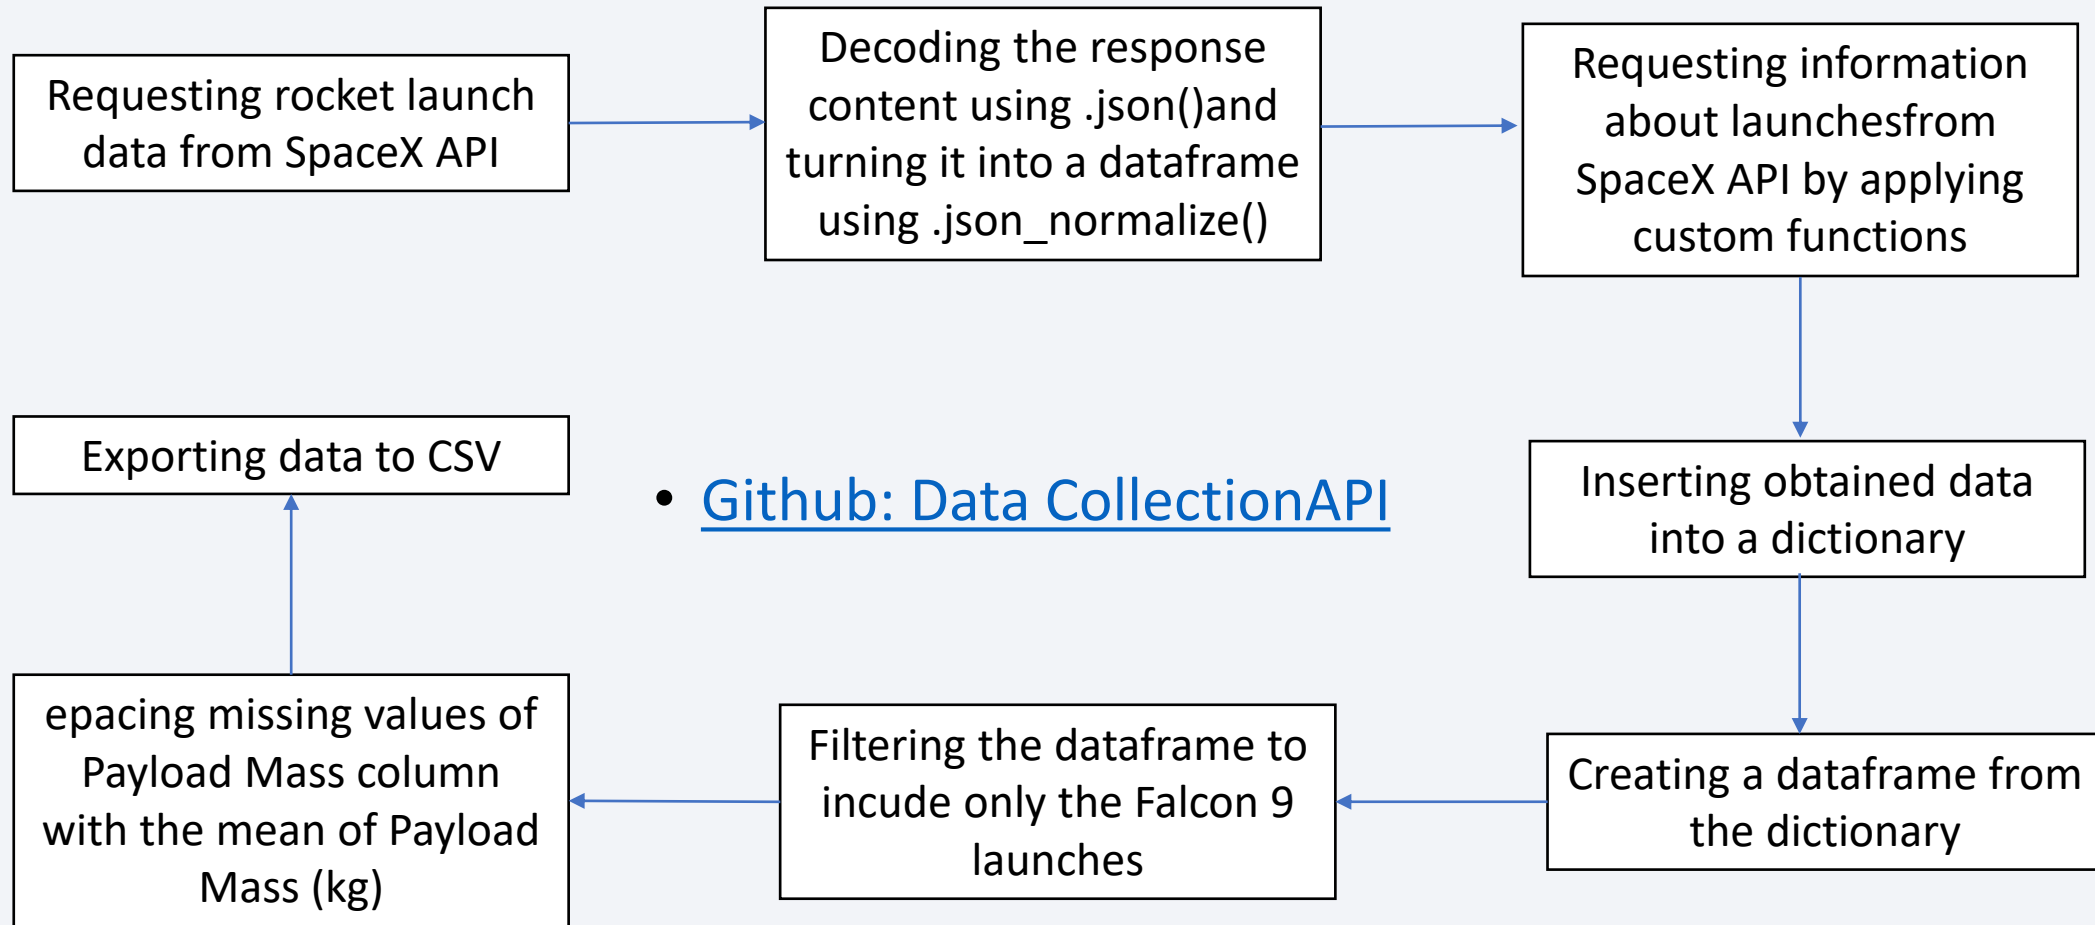 Requesting rocket launch
data from SpaceX API
Decoding the response
content using .json()and
turning it into a dataframe
using .json_normalize()
Requesting information
about launchesfrom
SpaceX API by applying
custom functions
Inserting obtained data
into a dictionary
Creating a dataframe from
the dictionary
Filtering the dataframe to
incude only the Falcon 9
launches
epacing missing values of
Payload Mass column
with the mean of Payload
Mass (kg)
Exporting data to CSV
• Github: Data CollectionAPI